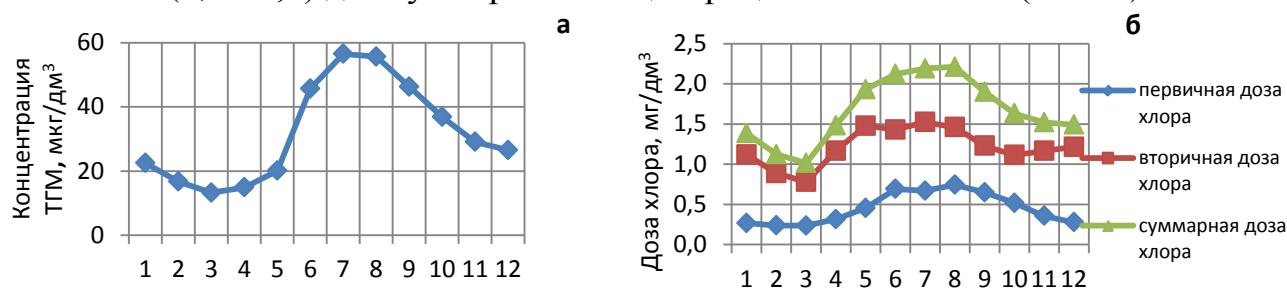 а
60
40
20
0
Концентрация
ТГМ, мкг/дм³
1 2 3 4 5 6 7 8 9 10 11 12
б
2,5
2,0
1,5
1,0
0,5
0,0
Доза хлора, мг/дм³
1 2 3 4 5 6 7 8 9 10 11 12
первичная доза
хлора
вторичная доза
хлора
суммарная доза
хлора